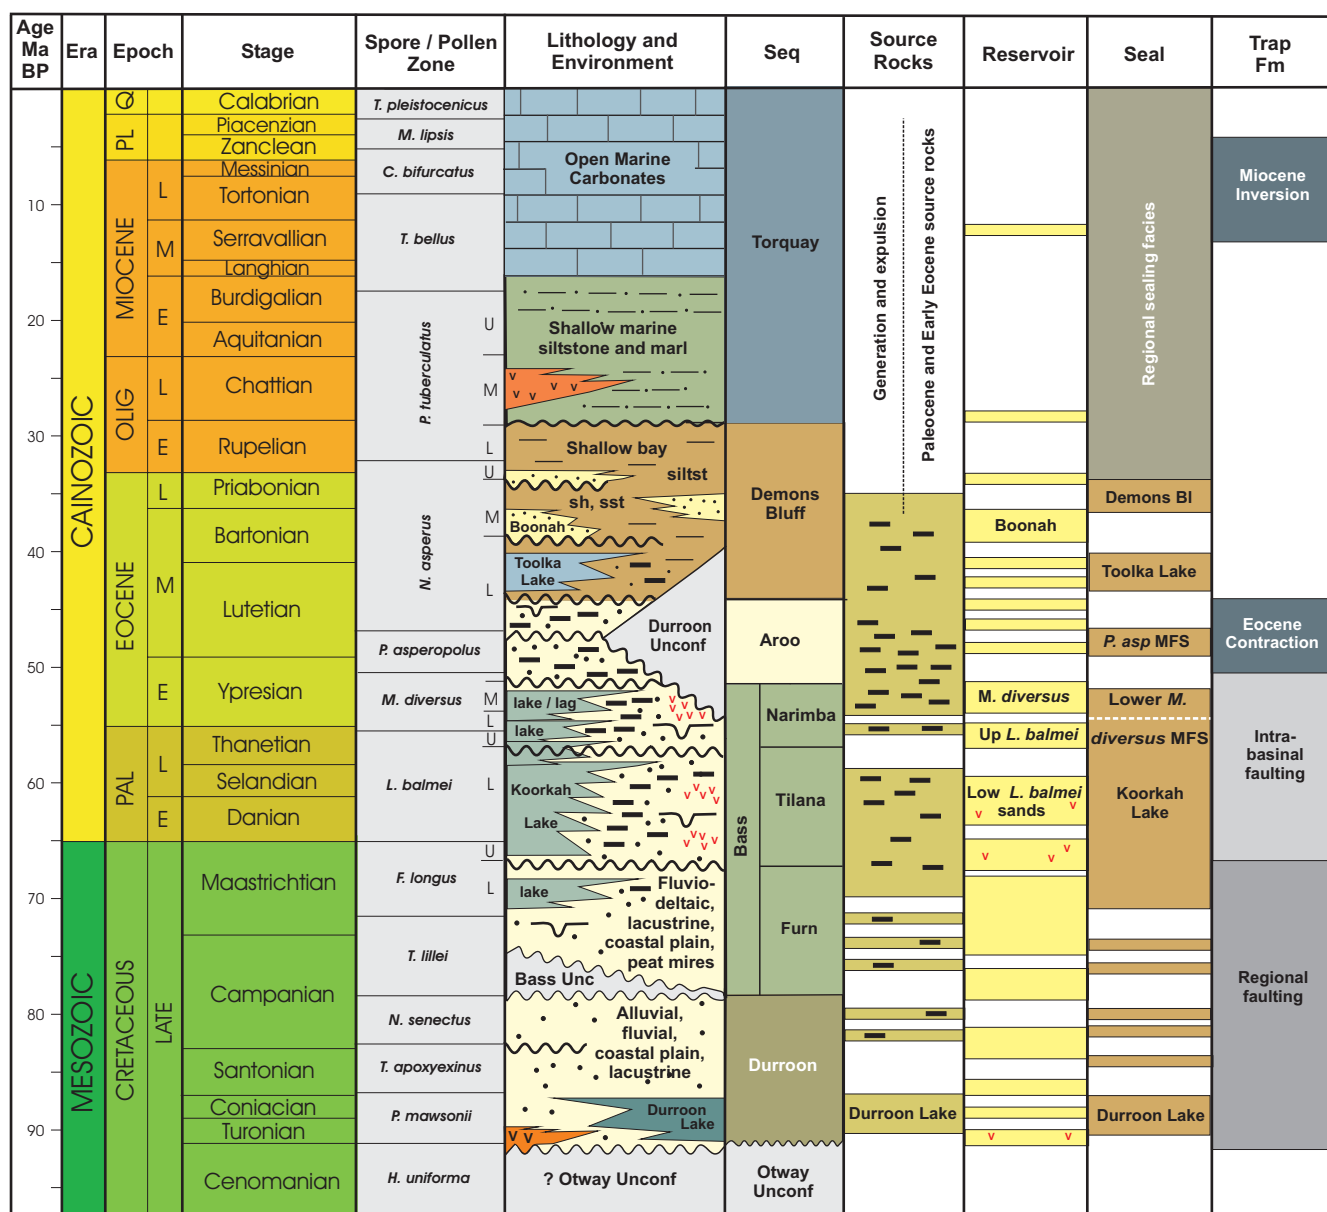 Age
Ma
BP
Era
Epoch
Stage
Spore / Pollen
Zone
Lithology and
Environment
Seq
Source
Rocks
Reservoir
Seal
Trap
Fm
10
20
30
40
50
60
70
80
90
CAINOZOIC
MESOZOIC
Q
PL
MIOCENE
OLIG
EOCENE
PAL
CRETACEOUS
L
M
E
L
E
L
M
E
L
E
LATE
Calabrian
Piacenzian
Zanclean
Messinian
Tortonian
Serravallian
Langhian
Burdigalian
Aquitanian
Chattian
Rupelian
Priabonian
Bartonian
Lutetian
Ypresian
Thanetian
Selandian
Danian
Maastrichtian
Campanian
Santonian
Coniacian
Turonian
Cenomanian
T. pleistocenicus
M. lipsis
C. bifurcatus
T. bellus
P. tuberculatus
U
M
L
N. asperus
U
M
L
P. asperopolus
M. diversus
M
L
U
L. balmei
L
F. longus
U
L
T. lillei
N. senectus
T. apoxyexinus
P. mawsonii
H. uniforma
Open Marine
Carbonates
Shallow marine
siltstone and marl
v v v v v
Shallow bay
siltst
sh, sst
Boonah
Toolka
Lake
Durroon
Unconf
lake / lag
v v v v v v v v v
lake
Koorkah
Lake
v v v v v v
v v v v v v
lake
Fluvio-
deltaic,
lacustrine,
coastal plain,
peat mires
Bass Unc
Alluvial,
fluvial,
coastal plain,
lacustrine
Durroon
Lake
V V
? Otway Unconf
Torquay
Demons
Bluff
Aroo
Bass
Narimba
Tilana
Furn
Durroon
Otway
Unconf
Generation and expulsion
Paleocene and Early Eocene source rocks
Durroon Lake
Boonah
M. diversus
Up L. balmei
Low L. balmei
v sands v
v v v
v v
Regional sealing facies
Demons Bl
Toolka Lake
P. asp MFS
Lower M.
diversus MFS
Koorkah
Lake
Durroon Lake
Miocene
Inversion
Eocene
Contraction
Intra-
basinal
faulting
Regional
faulting